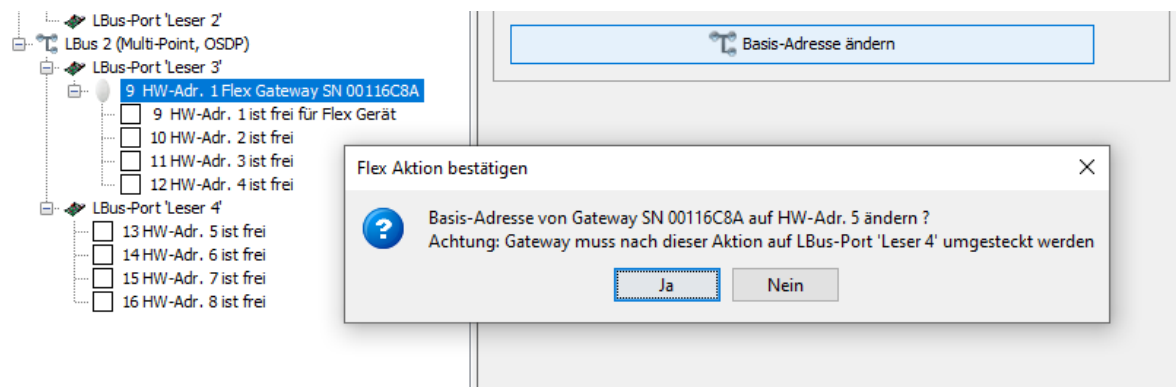 LBus-Port 'Leser 2'
LBus 2 (Multi-Point, OSDP)
LBus-Port 'Leser 3'
9 HW-Adr. 1 Flex Gateway SN 00116C8A
9 HW-Adr. 1 ist frei für Flex Gerät
10 HW-Adr. 2 ist frei
11 HW-Adr. 3 ist frei
12 HW-Adr. 4 ist frei
LBus-Port 'Leser 4'
13 HW-Adr. 5 ist frei
14 HW-Adr. 6 ist frei
15 HW-Adr. 7 ist frei
16 HW-Adr. 8 ist frei
Basis-Adresse ändern
Flex Aktion bestätigen
Basis-Adresse von Gateway SN 00116C8A auf HW-Adr. 5 ändern ?
Achtung: Gateway muss nach dieser Aktion auf LBus-Port 'Leser 4' umgesteckt werden
Ja
Nein